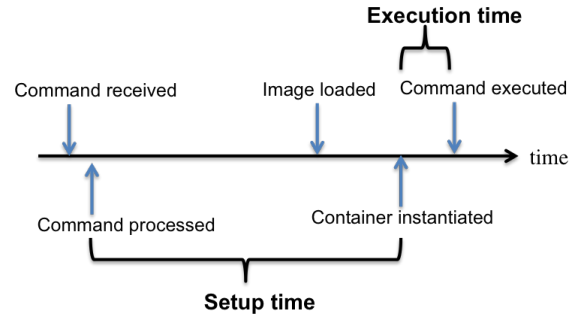 Execution time
Command received
Image loaded
Command executed
time
Command processed
Container instantiated
Setup time